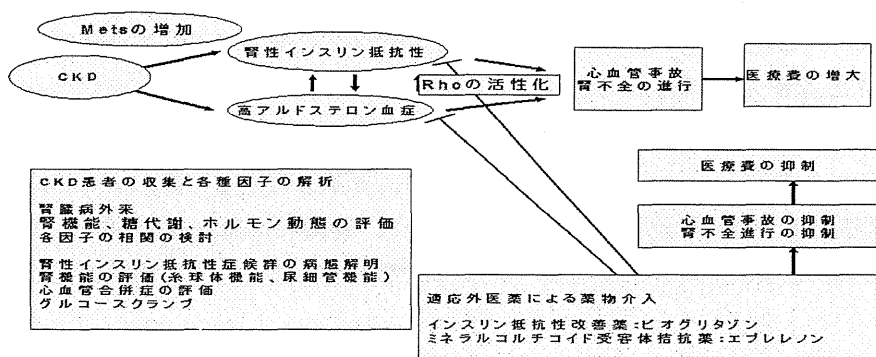 Metsの増加
CKD
腎性インスリン抵抗性
Rhoの活性化
高アルドステロン血症
心血管事故
腎不全の進行
医療費の増大
医療費の抑制
心血管事故の抑制
腎不全進行の抑制
CKD患者の収集と各種因子の解析
腎臓病外来
腎機能、糖代謝、ホルモン動態の評価
各因子の相関の検討
腎性インスリン抵抗性症候群の病態解明
腎機能の評価(糸球体機能、尿細管機能)
心血管合併症の評価
グルコースクランプ
適応外医薬による薬物介入
インスリン抵抗性改善薬:ピオグリタゾン
ミネラルコルチコイド受容体拮抗薬:エプレレノン